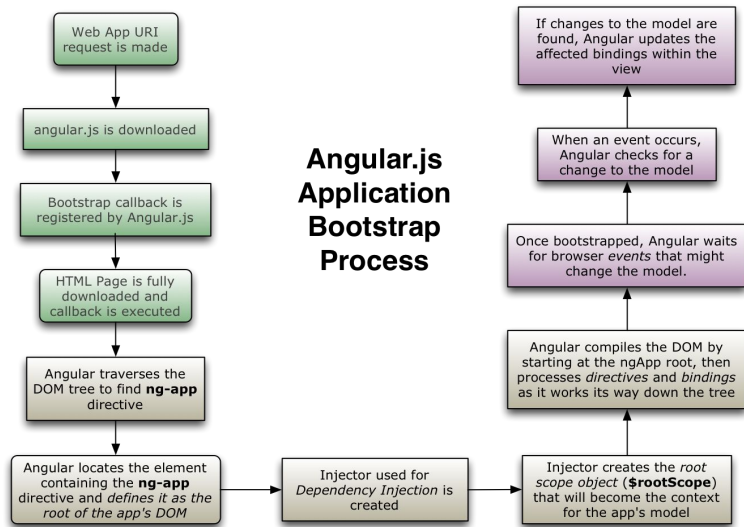 Web App URI
request is made
angular.js is downloaded
Bootstrap callback is
registered by Angular.js
HTML Page is fully
downloaded and
callback is executed
Angular traverses the
DOM tree to find ng-app
directive
Angular locates the element
containing the ng-app
directive and defines it as the
root of the app's DOM
Angular.js
Application
Bootstrap
Process
Injector used for
Dependency Injection is
created
Injector creates the root
scope object ($rootScope)
that will become the context
for the app's model
Angular compiles the DOM by
starting at the ngApp root, then
processes directives and bindings
as it works its way down the tree
Once bootstrapped, Angular waits
for browser events that might
change the model.
When an event occurs,
Angular checks for a
change to the model
If changes to the model are
found, Angular updates the
affected bindings within the
view